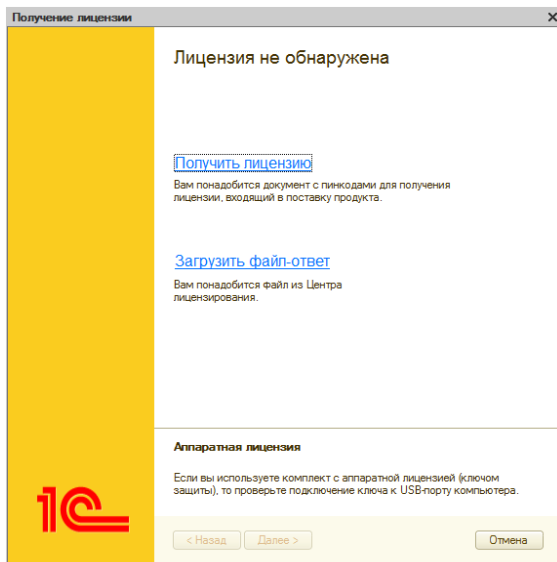 Получение лицензии
Лицензия не обнаружена
Получить лицензию
Вам понадобится документ с пинкодами для получения
лицензии, входящий в поставку продукта.
Загрузить файл-ответ
Вам понадобится файл из Центра
лицензирования.
Аппаратная лицензия
Если вы используете комплект с аппаратной лицензией (ключом
защиты), то проверьте подключение ключа к USB-порту компьютера.
1С
< Назад Далее > Отмена